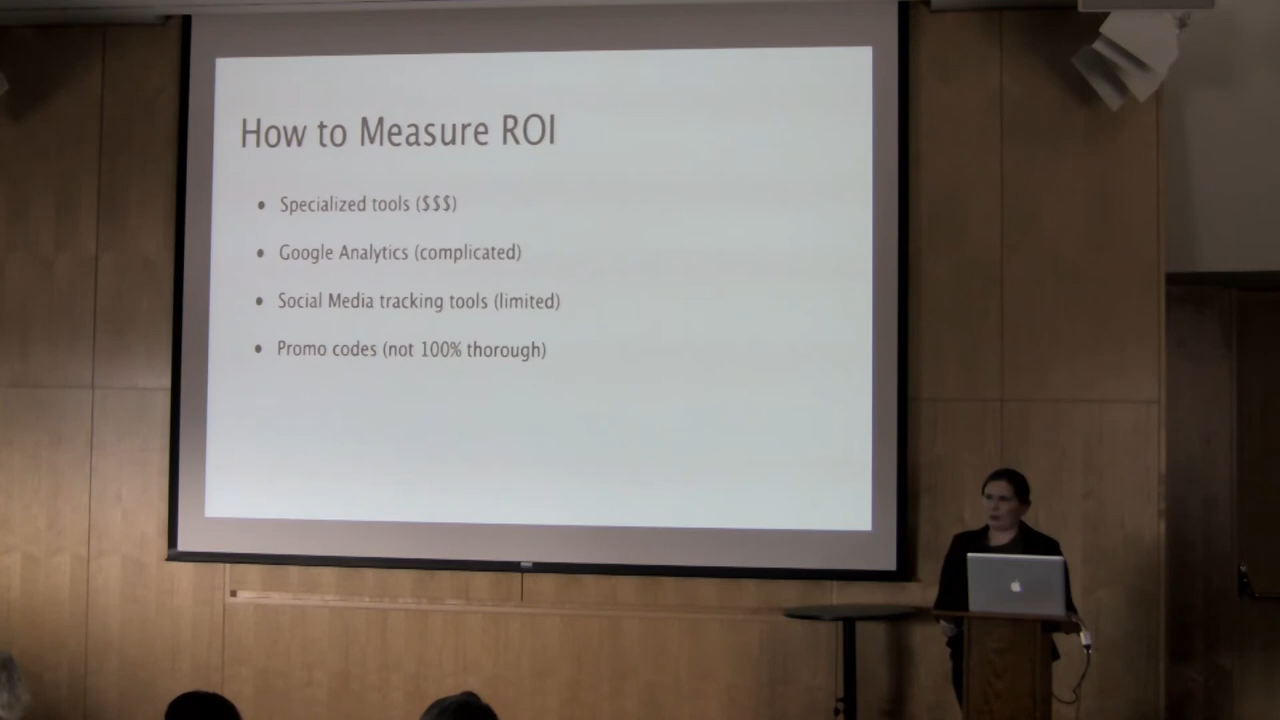 How to Measure ROI
• Specialized tools ($$$)
• Google Analytics (complicated)
• Social Media tracking tools (limited)
• Promo codes (not 100% thorough)